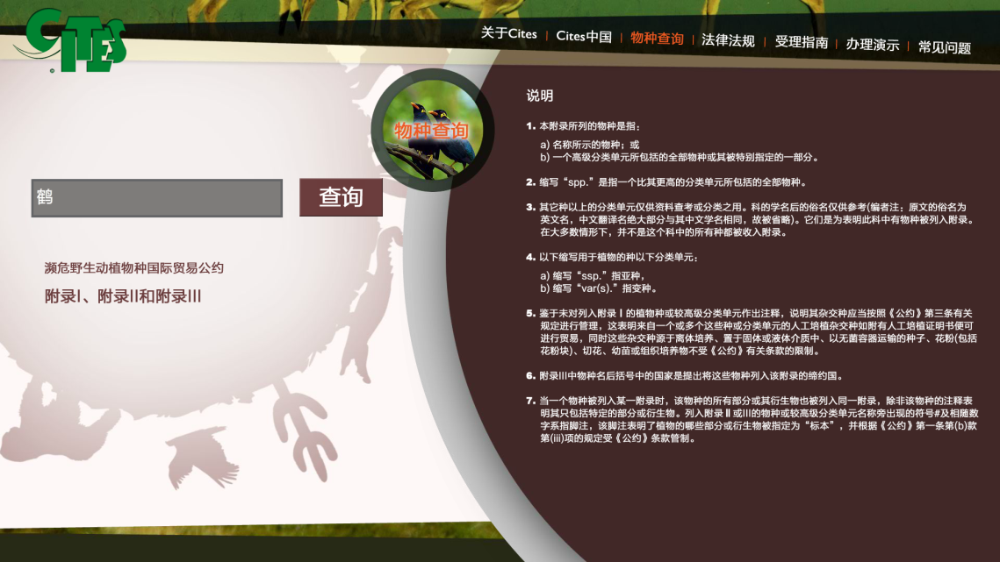 CITES
关于Cites | Cites中国 | 物种查询 | 法律法规 | 受理指南 | 办理演示 | 常见问题
物种查询
鹤
查询
濒危野生动植物种国际贸易公约
附录I、附录II和附录III
说明
1. 本附录所列的物种是指：
a) 名称所示的物种；或
b) 一个高级分类单元所包括的全部物种或其被特别指定的一部分。
2. 缩写“spp.”是指一个比其更高的分类单元所包括的全部物种。
3. 其它种以上的分类单元仅供资料查考或分类之用。科的学名后的俗名仅供参考(编者注：原文的俗名为
英文名，中文翻译名绝大部分与其中文学名相同，故被省略)。它们是为表明此科中有物种被列入附录。
在大多数情形下，并不是这个科中的所有种都被收入附录。
4. 以下缩写用于植物的种以下分类单元：
a) 缩写“ssp.”指亚种，
b) 缩写“var(s).”指变种。
5. 鉴于未对列入附录 I 的植物种或较高级分类单元作出注释，说明其杂交种应当按照《公约》第三条有关
规定进行管理，这表明来自一个或多个这些种或分类单元的人工培植杂交种如附有人工培植证明书便可
进行贸易，同时这些杂交种源于离体培养、置于固体或液体介质中、以无菌容器运输的种子、花粉(包括
花粉块)、切花、幼苗或组织培养物不受《公约》有关条款的限制。
6. 附录III中物种名后括号中的国家是提出将这些物种列入该附录的缔约国。
7. 当一个物种被列入某一附录时，该物种的所有部分或其衍生物也被列入同一附录，除非该物种的注释表
明其只包括特定的部分或衍生物。列入附录 II 或III的物种或较高级分类单元名称旁出现的符号#及相随数
字系指脚注，该脚注表明了植物的哪些部分或衍生物被指定为“标本”，并根据《公约》第一条第(b)款
第(iii)项的规定受《公约》条款管制。